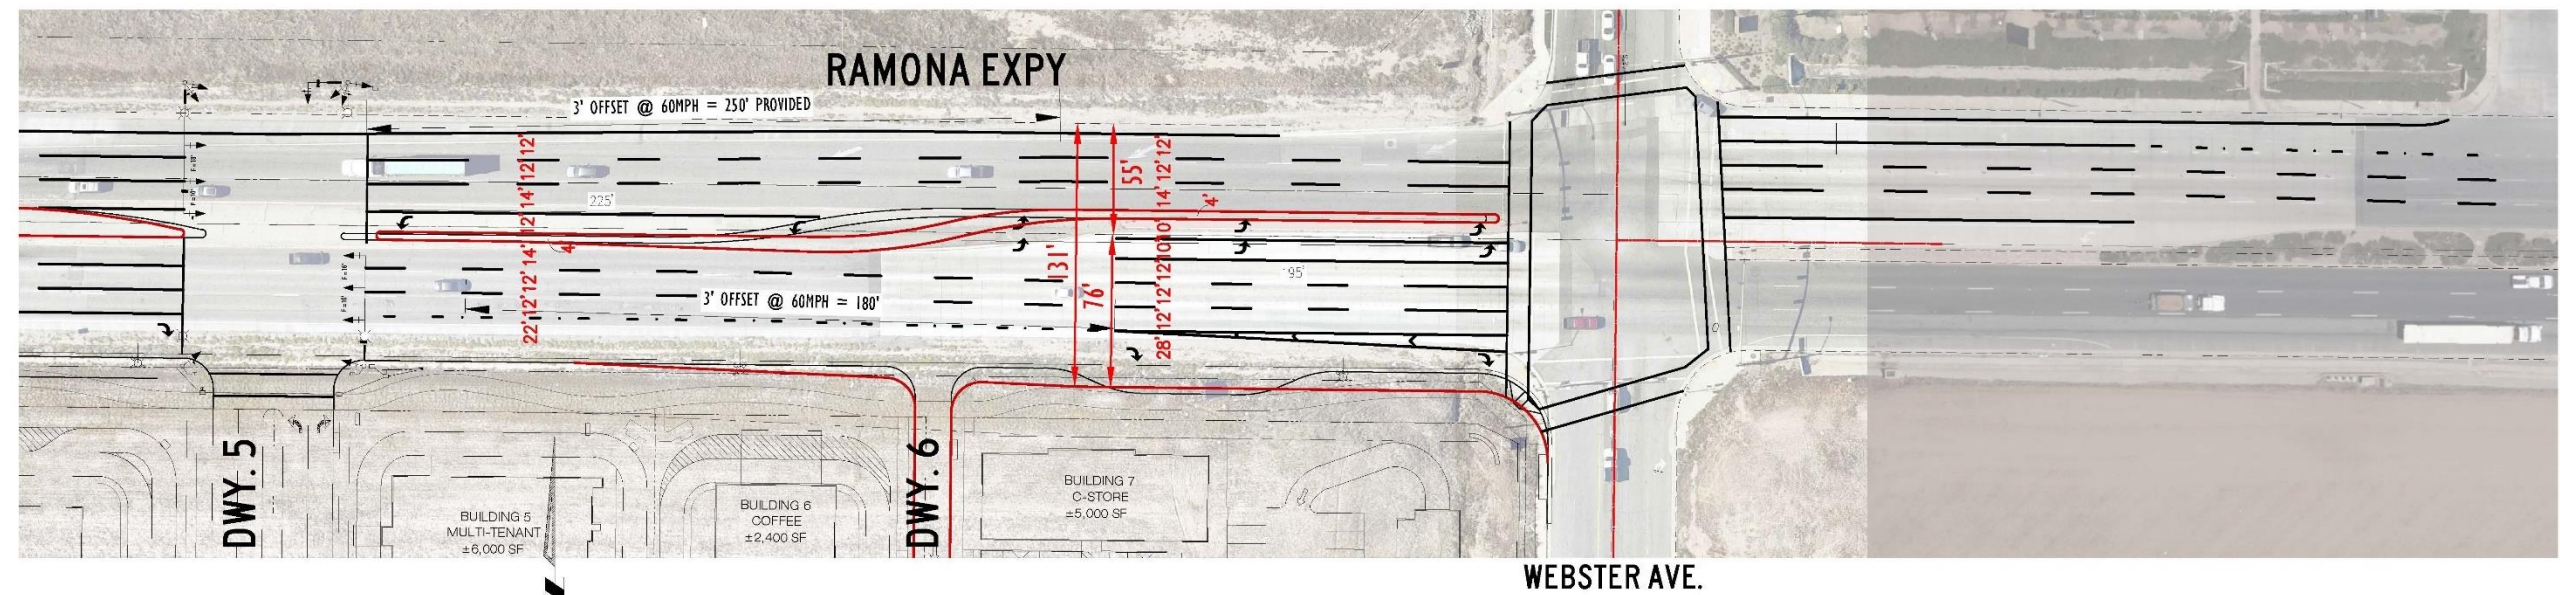 RAMONA EXPY
3' OFFSET @ 60MPH = 250' PROVIDED
225'
3' OFFSET @ 60MPH = 180'
22'12'12'12'14'12'14'12'12'
4'
131'
55'
76'
28'12'12'12'12'10'10'14'12'12'
4'
95'
DWY. 5
DWY. 6
BUILDING 5
MULTI-TENANT
±6,000 SF
BUILDING 6
COFFEE
±2,400 SF
BUILDING 7
C-STORE
±5,000 SF
WEBSTER AVE.